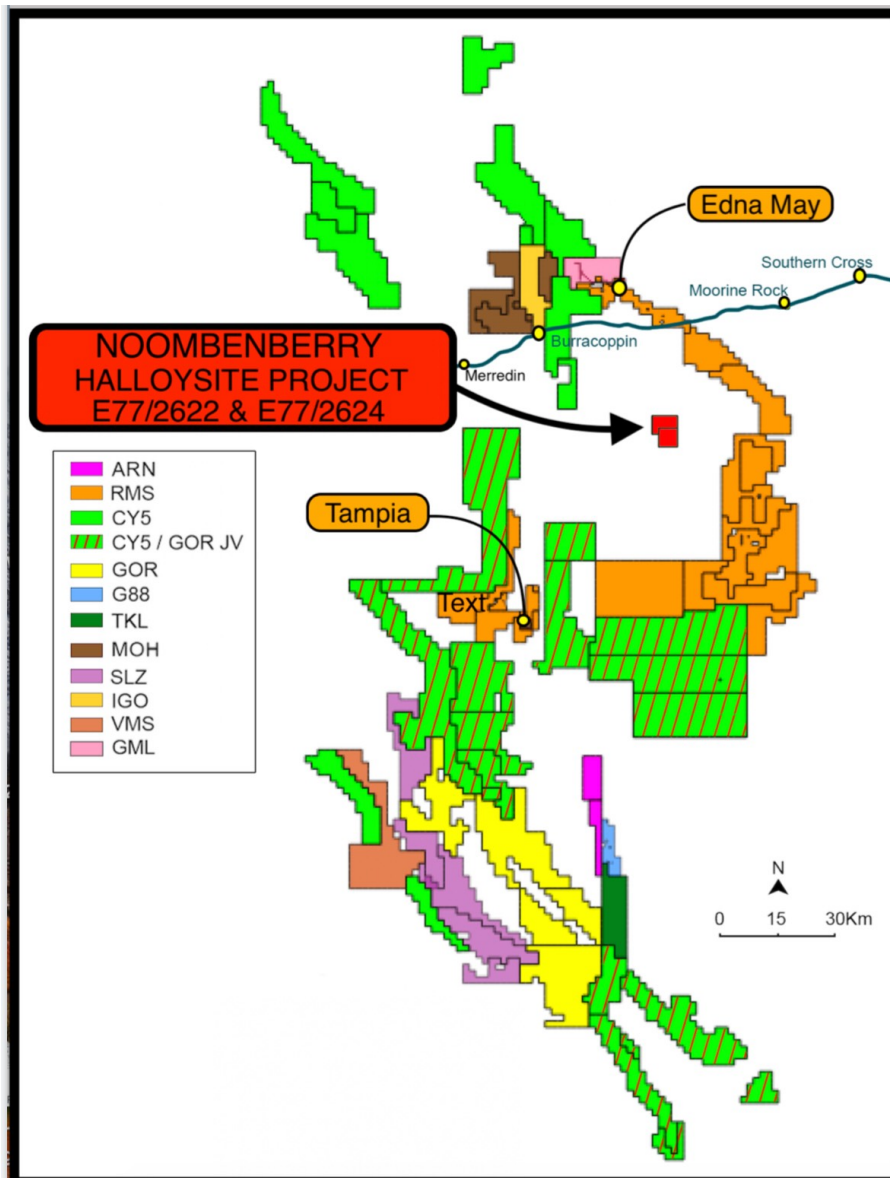 Edna May
Southern Cross
Moorine Rock
Burracoppin
Merredin
NOOMBENBERRY
HALLOYSITE PROJECT
E77/2622 & E77/2624
ARN
RMS
CY5
CY5 / GOR JV
GOR
G88
TKL
MOH
SLZ
IGO
VMS
GML
Tampia
Text
N
0 15 30Km